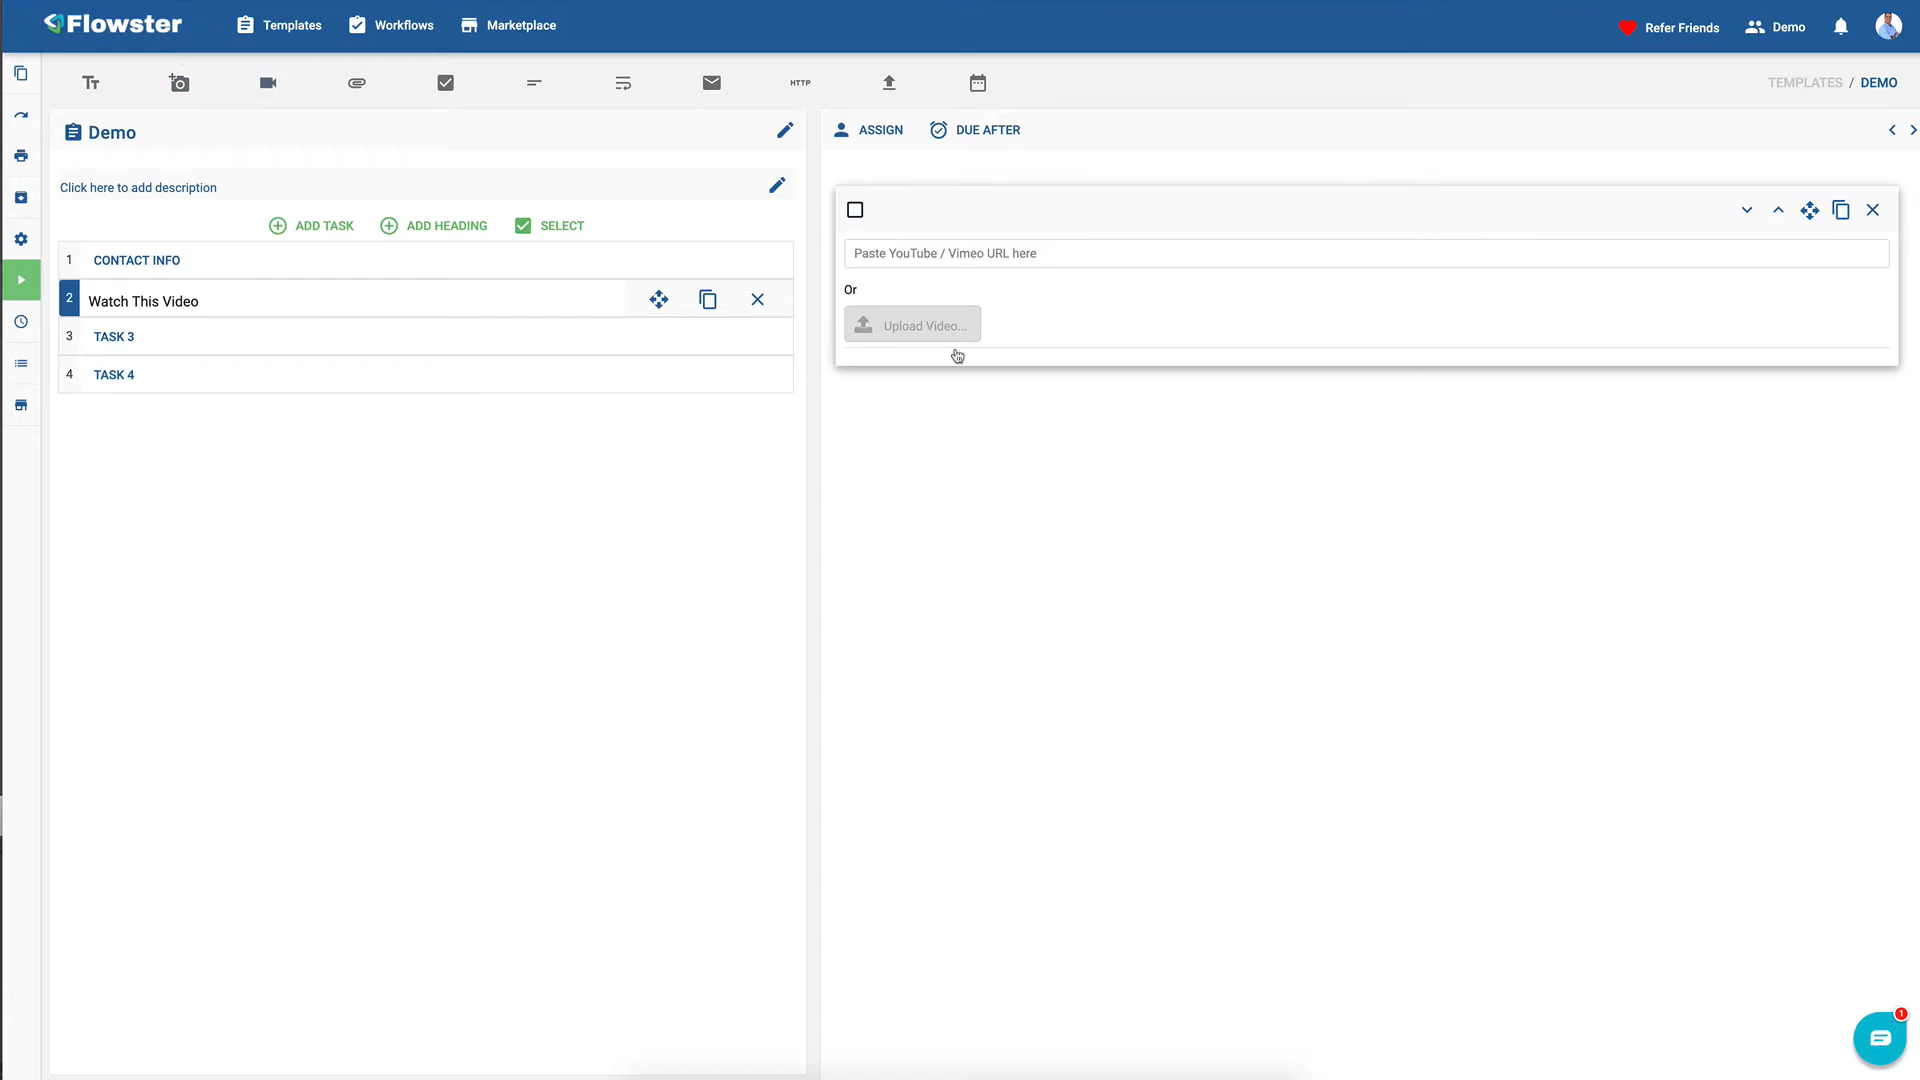 Flowster
Templates
Workflows
Marketplace
Refer Friends
Demo
HTTP
TEMPLATES / DEMO
Demo
ASSIGN
DUE AFTER
Click here to add description
ADD TASK
ADD HEADING
SELECT
1 CONTACT INFO
2 Watch This Video
3 TASK 3
4 TASK 4
Paste YouTube / Vimeo URL here
Or
Upload Video...
1